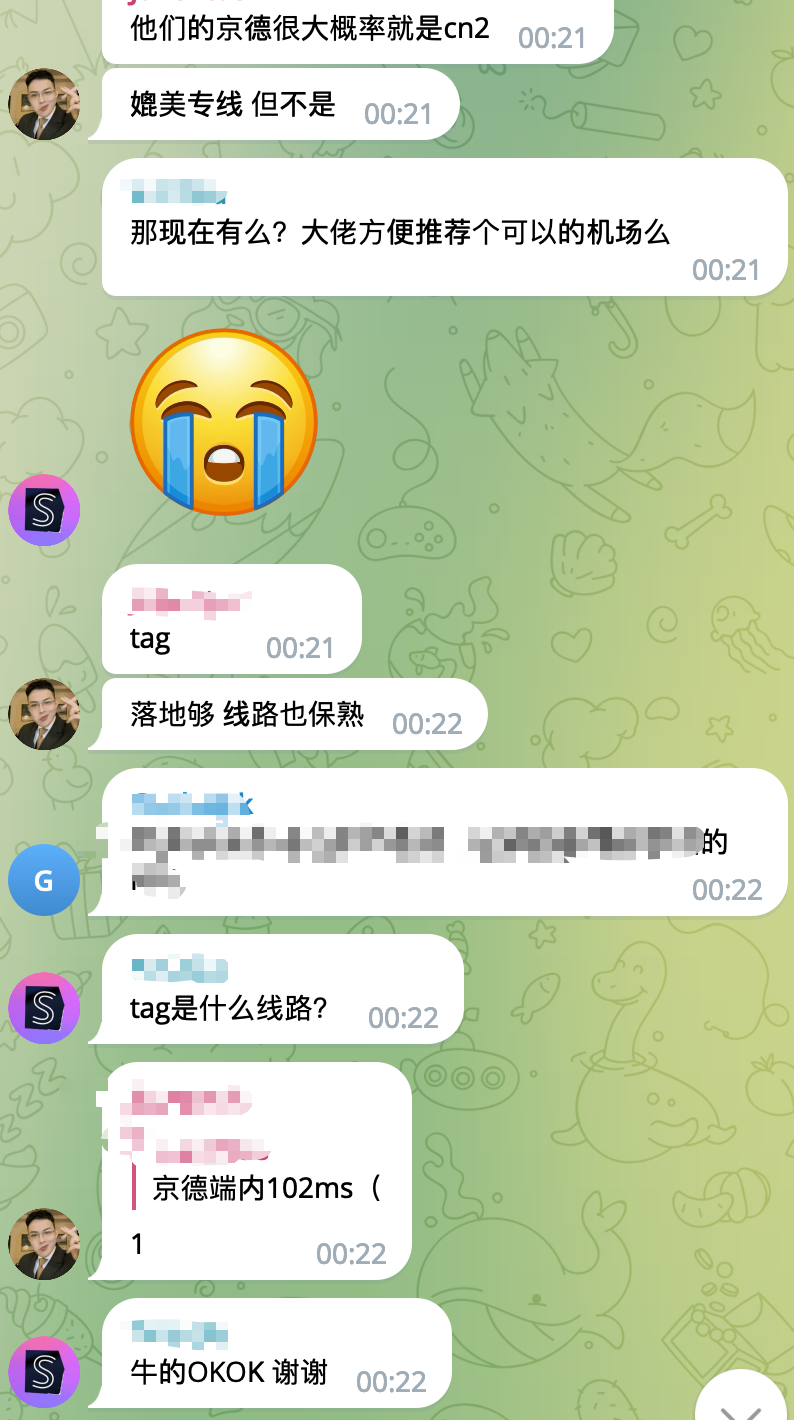 他们的京德很大概率就是cn2 00:21
媲美专线 但不是 00:21
那现在有么？大佬方便推荐个可以的机场么
00:21
S
tag 00:21
落地够 线路也保熟 00:22
k
的
G
00:22
tag是什么线路？ 00:22
S
京德端内102ms（
1 00:22
牛的OKOK 谢谢 00:22
S